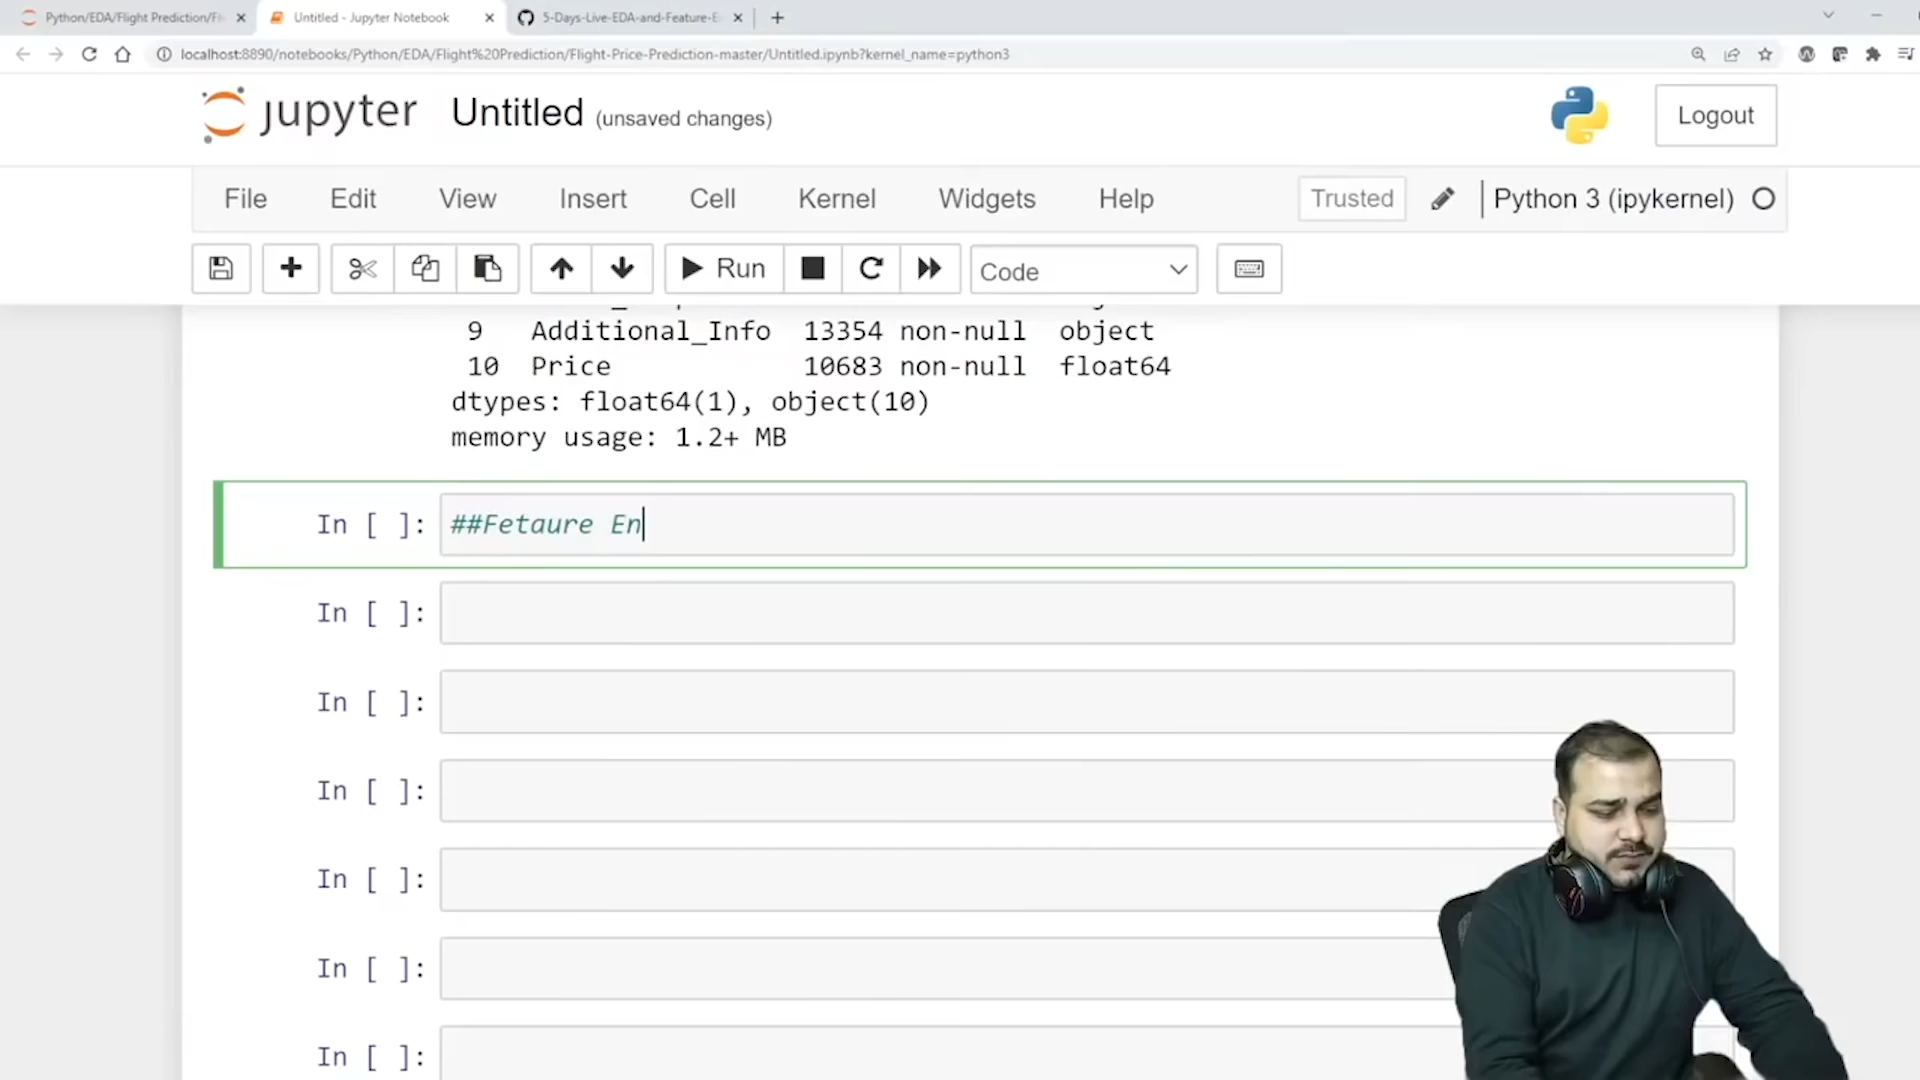 Python/EDA/Flight Prediction/Fl
Untitled - Jupyter Notebook
5-Days-Live-EDA-and-Feature-E
localhost:8890/notebooks/Python/EDA/Flight%20Prediction/Flight-Price-Prediction-master/Untitled.ipynb?kernel_name=python3
jupyter Untitled (unsaved changes)
Logout
File Edit View Insert Cell Kernel Widgets Help Trusted Python 3 (ipykernel)
Run Code
9 Additional_Info 13354 non-null object
10 Price 10683 non-null float64
dtypes: float64(1), object(10)
memory usage: 1.2+ MB
In [ ]: ##Fetaure En
In [ ]:
In [ ]:
In [ ]:
In [ ]:
In [ ]:
In [ ]: